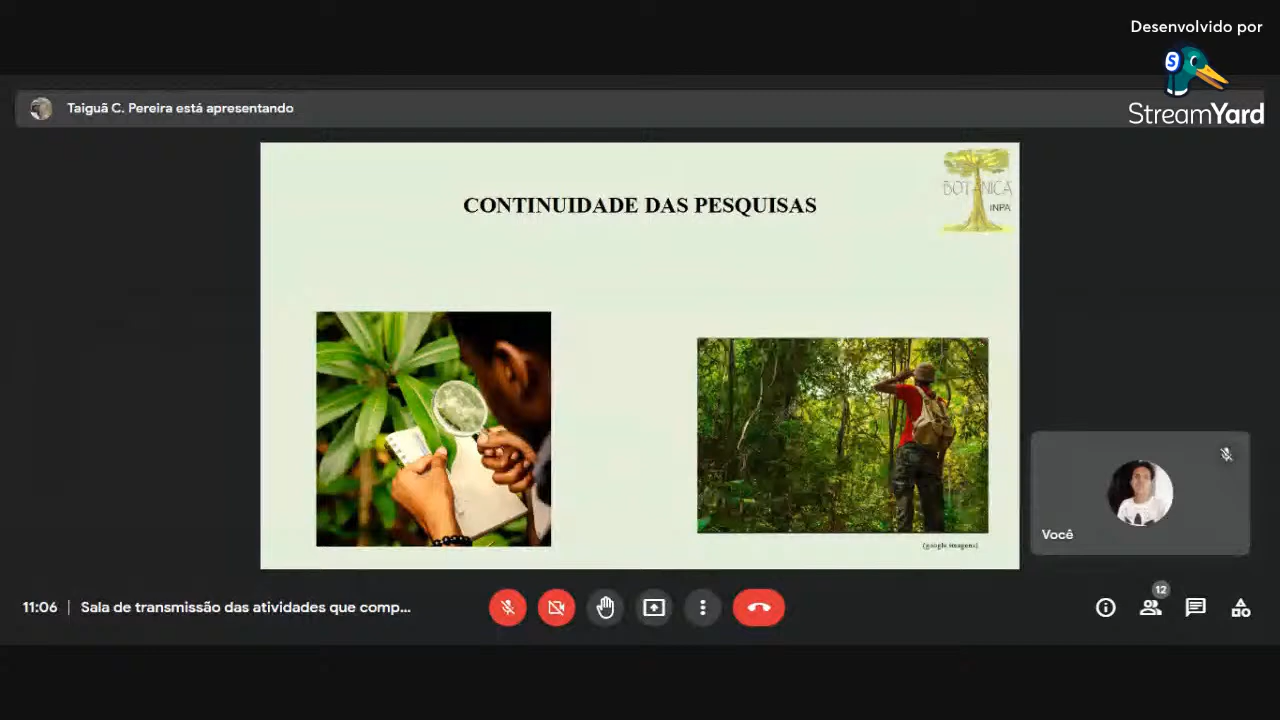 Desenvolvido por
StreamYard
Taiguã C. Pereira está apresentando
BOTANICA
INPA
CONTINUIDADE DAS PESQUISAS
(google imagens)
Você
11:06 | Sala de transmissão das atividades que comp...
12